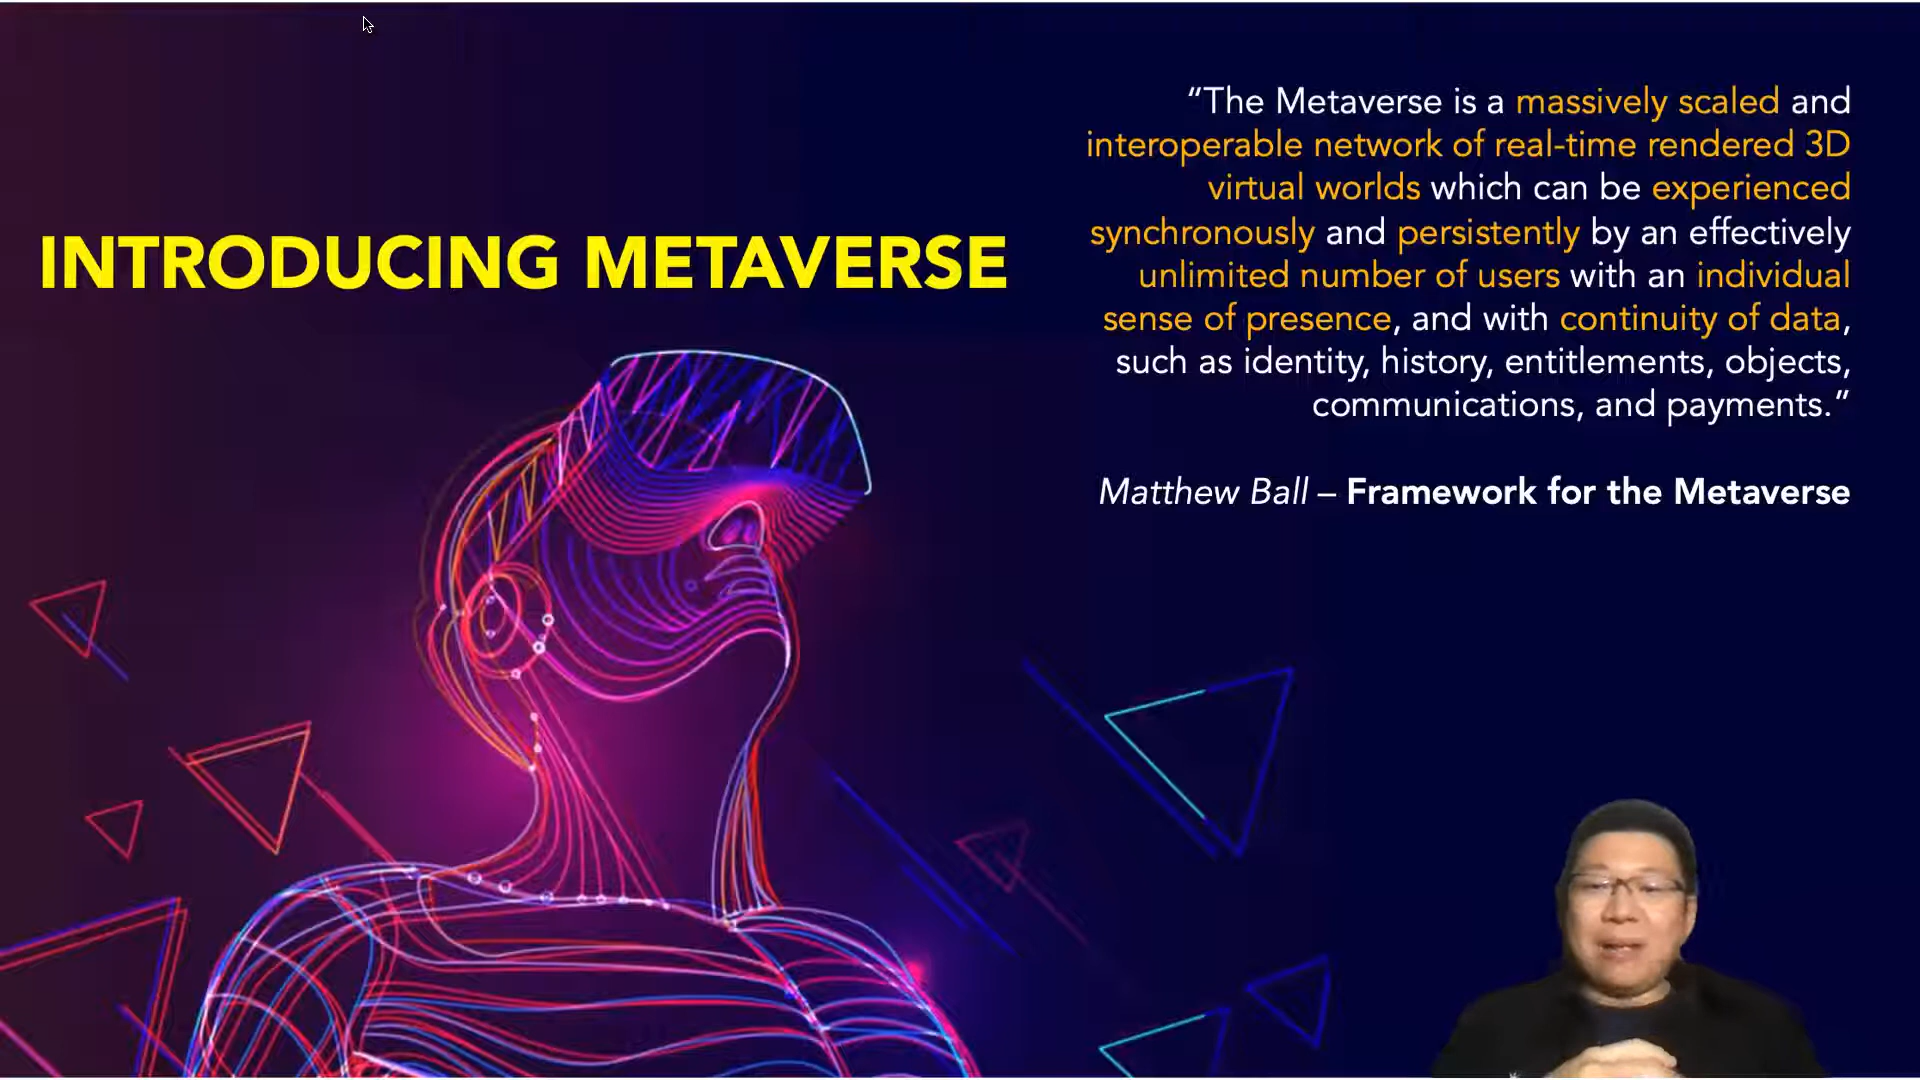 INTRODUCING METAVERSE
“The Metaverse is a massively scaled and
interoperable network of real-time rendered 3D
virtual worlds which can be experienced
synchronously and persistently by an effectively
unlimited number of users with an individual
sense of presence, and with continuity of data,
such as identity, history, entitlements, objects,
communications, and payments.”
Matthew Ball – Framework for the Metaverse